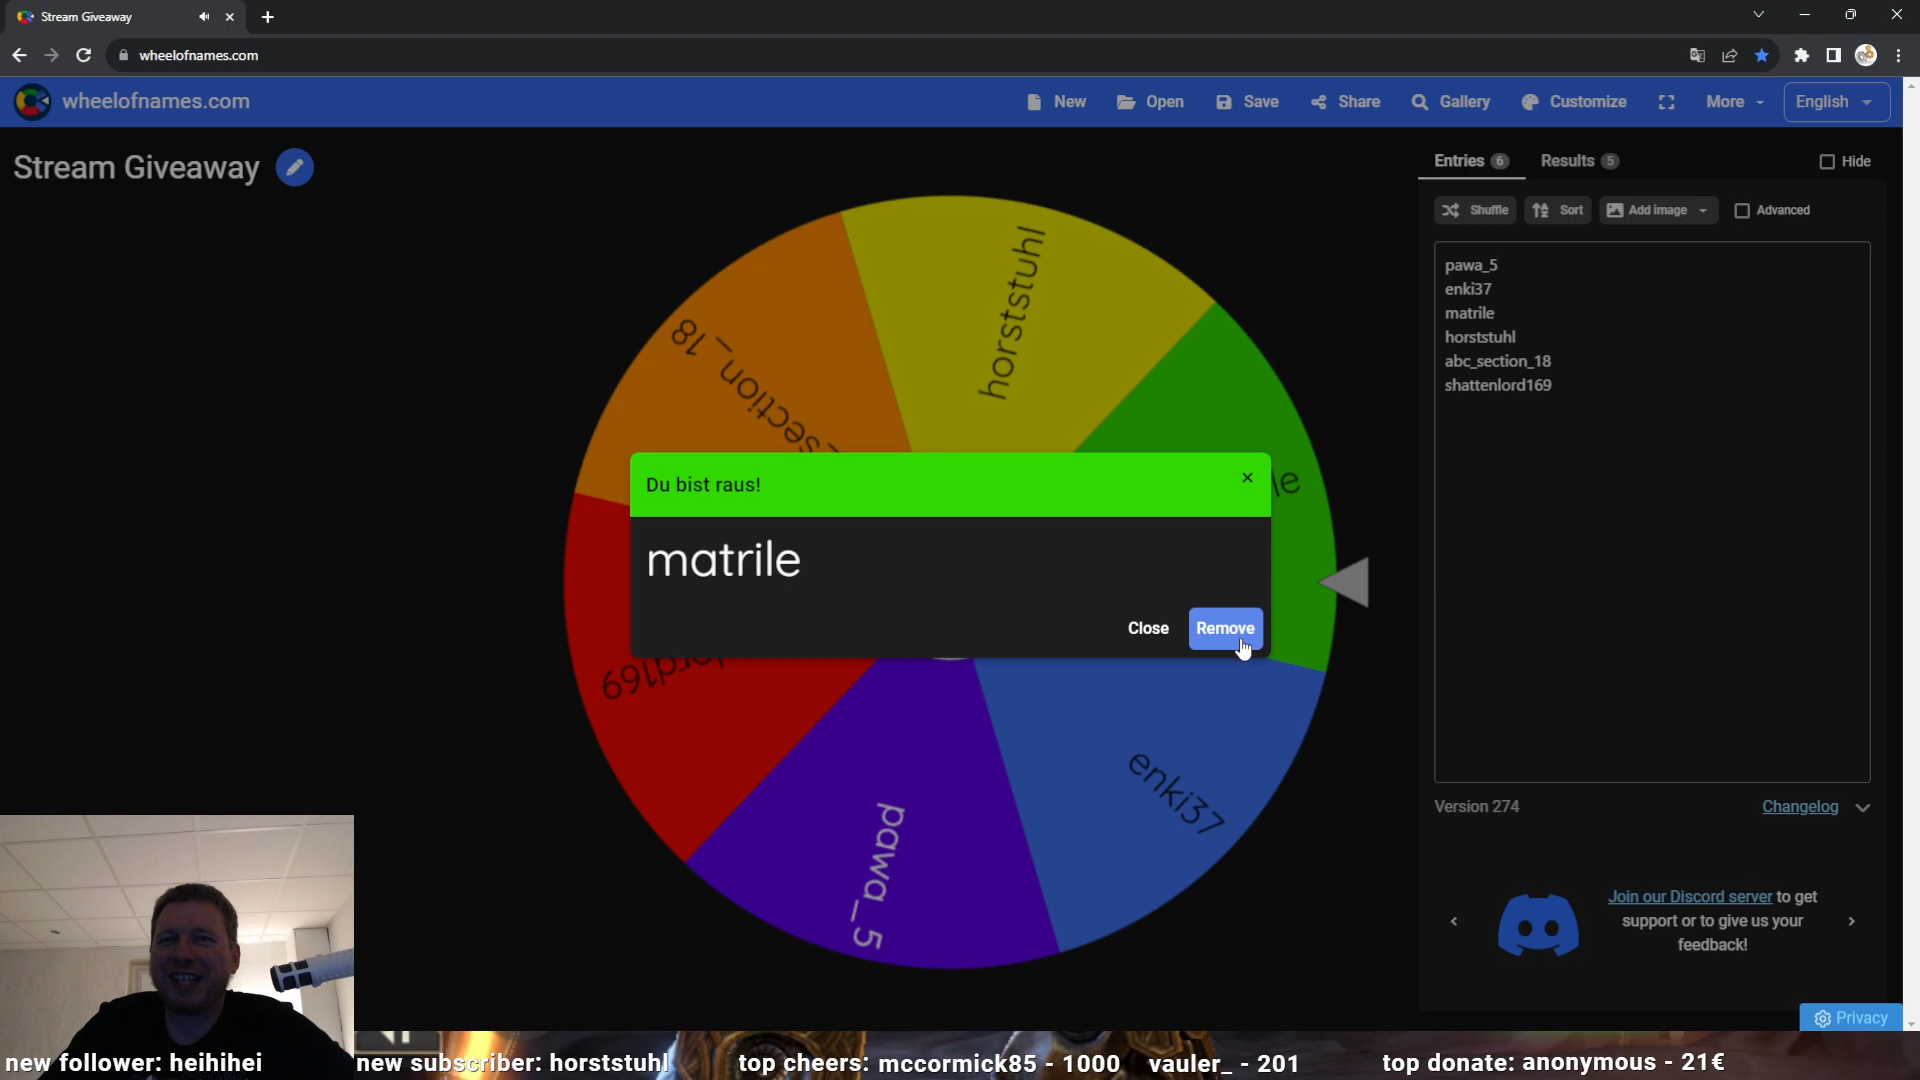 Stream Giveaway
wheelofnames.com
wheelofnames.com
New
Open
Save
Share
Gallery
Customize
More
English
Stream Giveaway
Entries 6
Results 5
Hide
Shuffle
Sort
Add image
Advanced
pawa_5
enki37
matrile
horststuhl
abc_section_18
shattenlord169
horststuhl
_section_18
le
Du bist raus!
matrile
Close
Remove
lord169
enki37
pawa_5
Version 274
Changelog
Join our Discord server to get
support or to give us your
feedback!
Privacy
new follower: heihihei
new subscriber: horststuhl
top cheers: mccormick85 - 1000 vauler_ - 201
top donate: anonymous - 21€